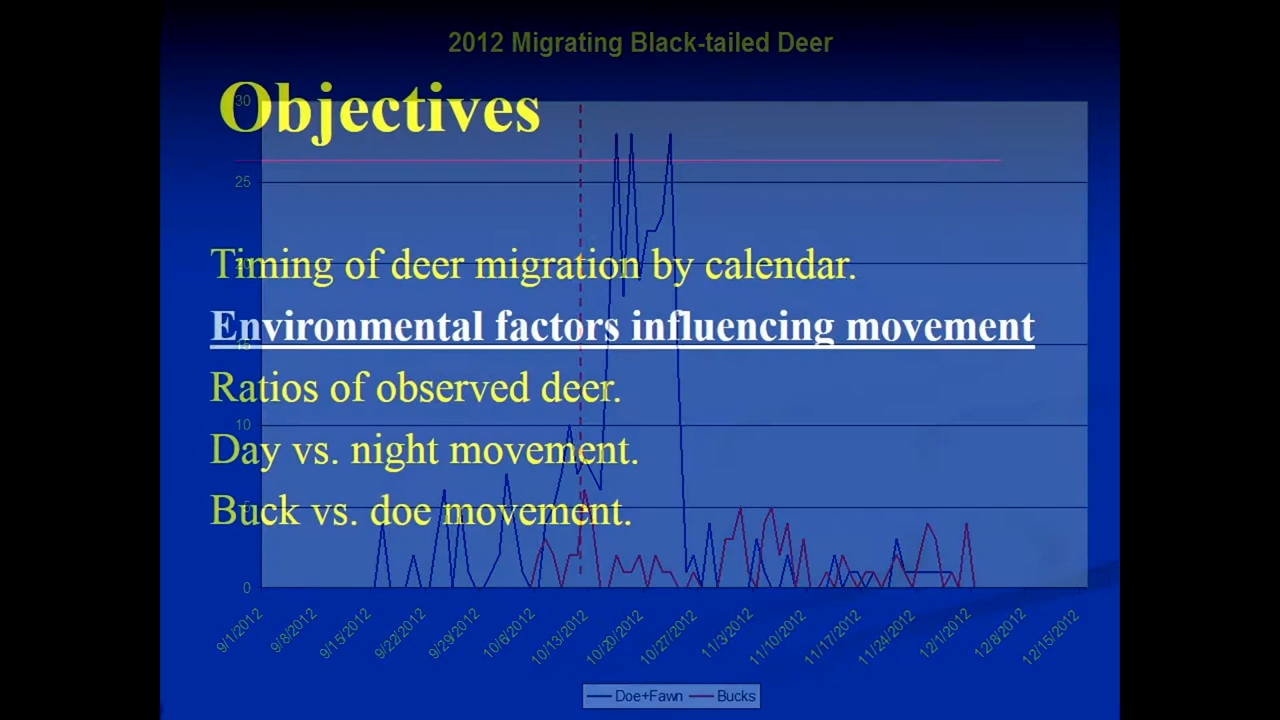 2012 Migrating Black-tailed Deer
Objectives
Timing of deer migration by calendar.
Environmental factors influencing movement
Ratios of observed deer.
Day vs. night movement.
Buck vs. doe movement.
30
25
20
15
10
5
0
9/1/2012
9/8/2012
9/15/2012
9/22/2012
9/29/2012
10/6/2012
10/13/2012
10/20/2012
10/27/2012
11/3/2012
11/10/2012
11/17/2012
11/24/2012
12/1/2012
12/8/2012
12/15/2012
Doe+Fawn
Bucks